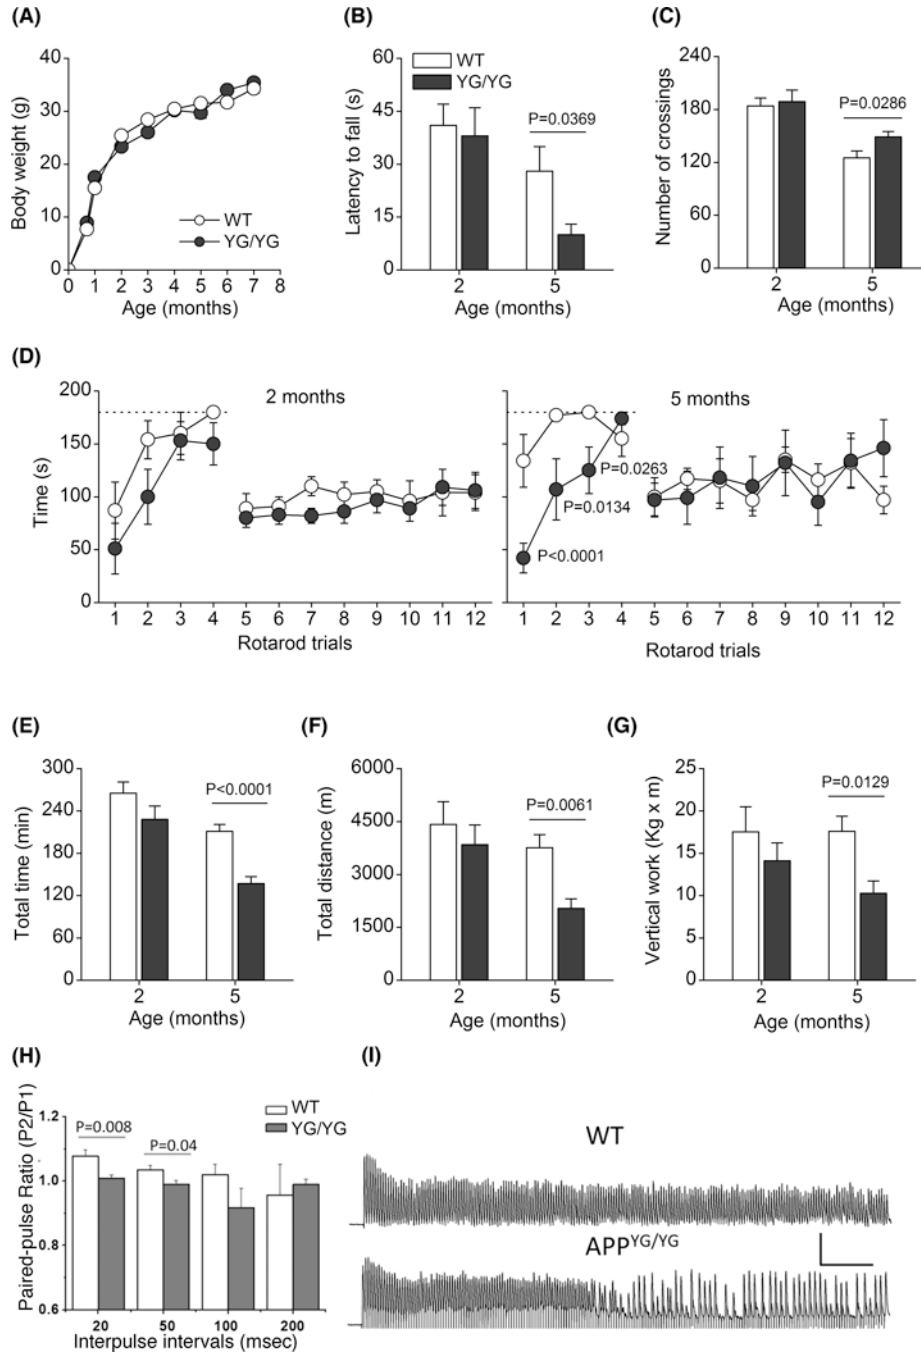 (A)
40
30
20
10
0
Body weight (g)
WT
YG/YG
0 1 2 3 4 5 6 7 8
Age (months)
(B)
60
45
30
15
0
Latency to fall (s)
WT
YG/YG
P=0.0369
2 5
Age (months)
(C)
240
180
120
60
0
Number of crossings
P=0.0286
2 5
Age (months)
(D)
200
150
100
50
0
Time (s)
2 months
1 2 3 4 5 6 7 8 9 10 11 12
Rotarod trials
5 months
P=0.0263
P=0.0134
P<0.0001
1 2 3 4 5 6 7 8 9 10 11 12
Rotarod trials
(E)
300
240
180
120
60
0
Total time (min)
P<0.0001
2 5
Age (months)
(F)
6000
4500
3000
1500
0
Total distance (m)
P=0.0061
2 5
Age (months)
(G)
25
20
15
10
5
0
Vertical work (Kg x m)
P=0.0129
2 5
Age (months)
(H)
1.2
1.0
0.8
0.6
Paired-pulse Ratio (P2/P1)
WT
YG/YG
P=0.008
P=0.04
20 50 100 200
Interpulse intervals (msec)
(I)
WT
APP^YG/YG